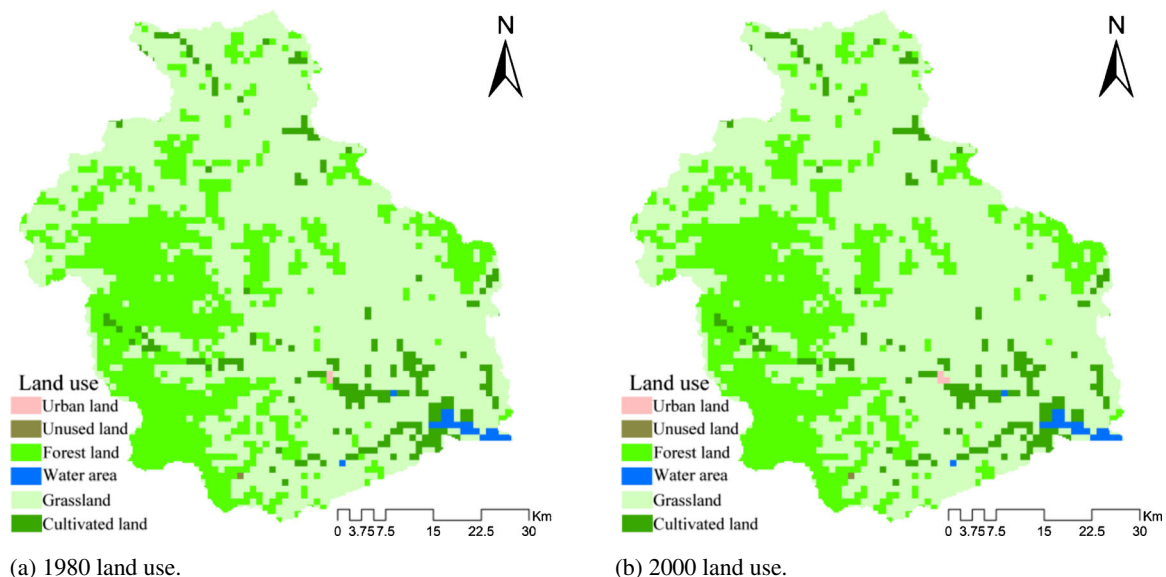 N
Land use
Urban land
Unused land
Forest land
Water area
Grassland
Cultivated land
Km
0 3.75 7.5 15 22.5 30
(a) 1980 land use.
N
Land use
Urban land
Unused land
Forest land
Water area
Grassland
Cultivated land
Km
0 3.75 7.5 15 22.5 30
(b) 2000 land use.